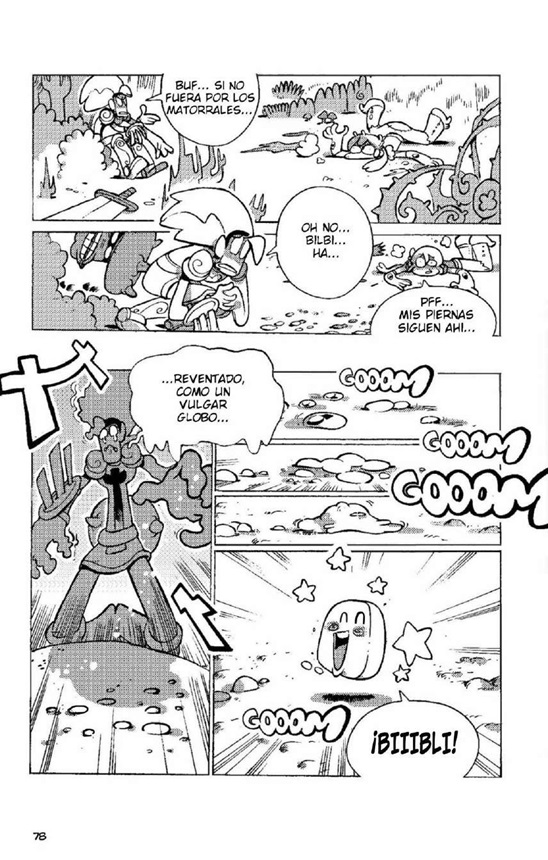 BUF... SI NO
FUERA POR LOS
MATORRALES...
OH NO...
BILBI...
HA...
PFF...
MIS PIERNAS
SIGUEN AHI...
...REVENTADO,
COMO UN
VULGAR
GLOBO...
GOOOM
GOOOM
GOOOM
GOOOM
¡BIIIBLI!
78